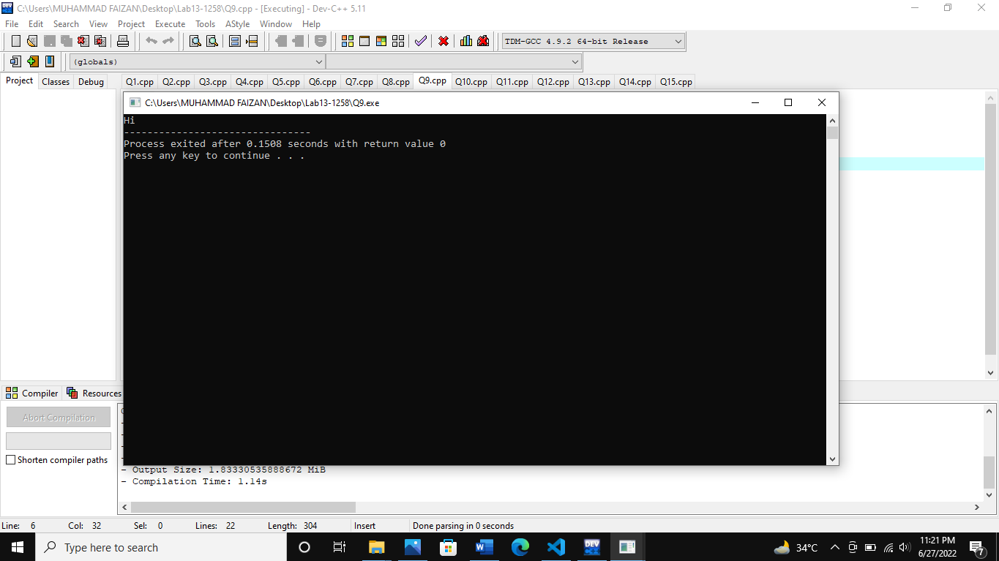 C:\Users\MUHAMMAD FAIZAN\Desktop\Lab13-1258\Q9.cpp - [Executing] - Dev-C++ 5.11
File Edit Search View Project Execute Tools AStyle Window Help
TDM-GCC 4.9.2 64-bit Release
(globals)
Project Classes Debug Q1.cpp Q2.cpp Q3.cpp Q4.cpp Q5.cpp Q6.cpp Q7.cpp Q8.cpp Q9.cpp Q10.cpp Q11.cpp Q12.cpp Q13.cpp Q14.cpp Q15.cpp
C:\Users\MUHAMMAD FAIZAN\Desktop\Lab13-1258\Q9.exe
Hi
--------------------------------
Process exited after 0.1508 seconds with return value 0
Press any key to continue . . .
Compiler Resources
Abort Compilation
Shorten compiler paths
- Output Size: 1.83330535888672 MiB
- Compilation Time: 1.14s
Line: 6 Col: 32 Sel: 0 Lines: 22 Length: 304 Insert Done parsing in 0 seconds
Type here to search
DEV
34°C
11:21 PM
6/27/2022
7